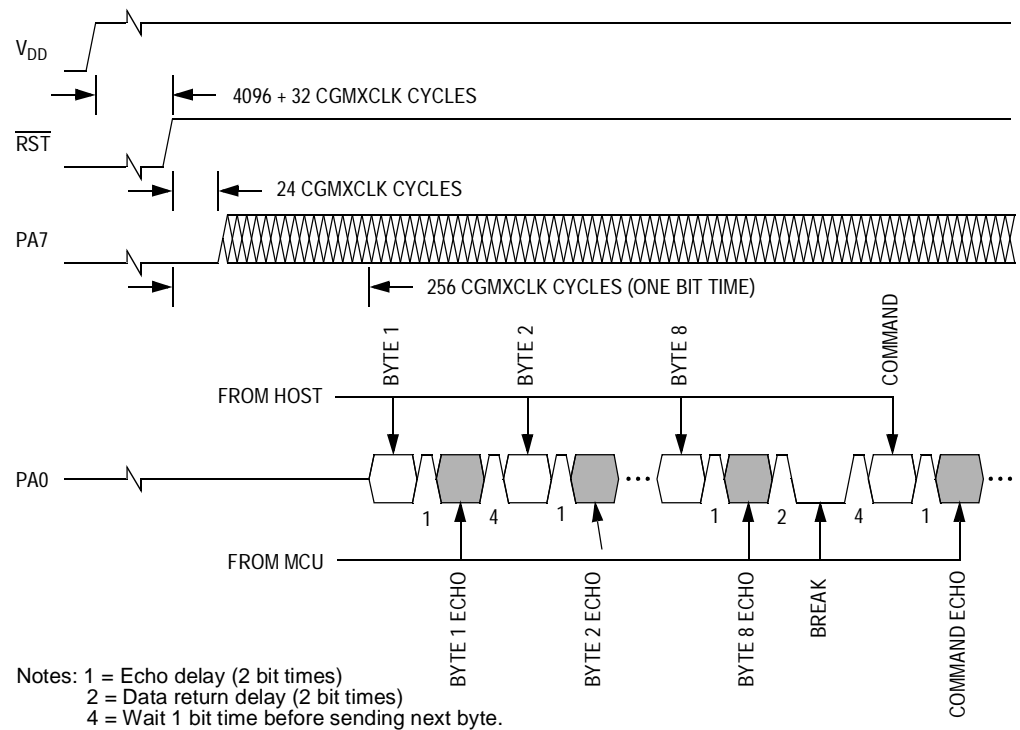 VDD
4096 + 32 CGMXCLK CYCLES
RST
24 CGMXCLK CYCLES
PA7
256 CGMXCLK CYCLES (ONE BIT TIME)
BYTE 1
BYTE 2
BYTE 8
COMMAND
FROM HOST
PA0
1
4
1
1
2
4
1
FROM MCU
BYTE 1 ECHO
BYTE 2 ECHO
BYTE 8 ECHO
BREAK
COMMAND ECHO
Notes: 1 = Echo delay (2 bit times)
2 = Data return delay (2 bit times)
4 = Wait 1 bit time before sending next byte.